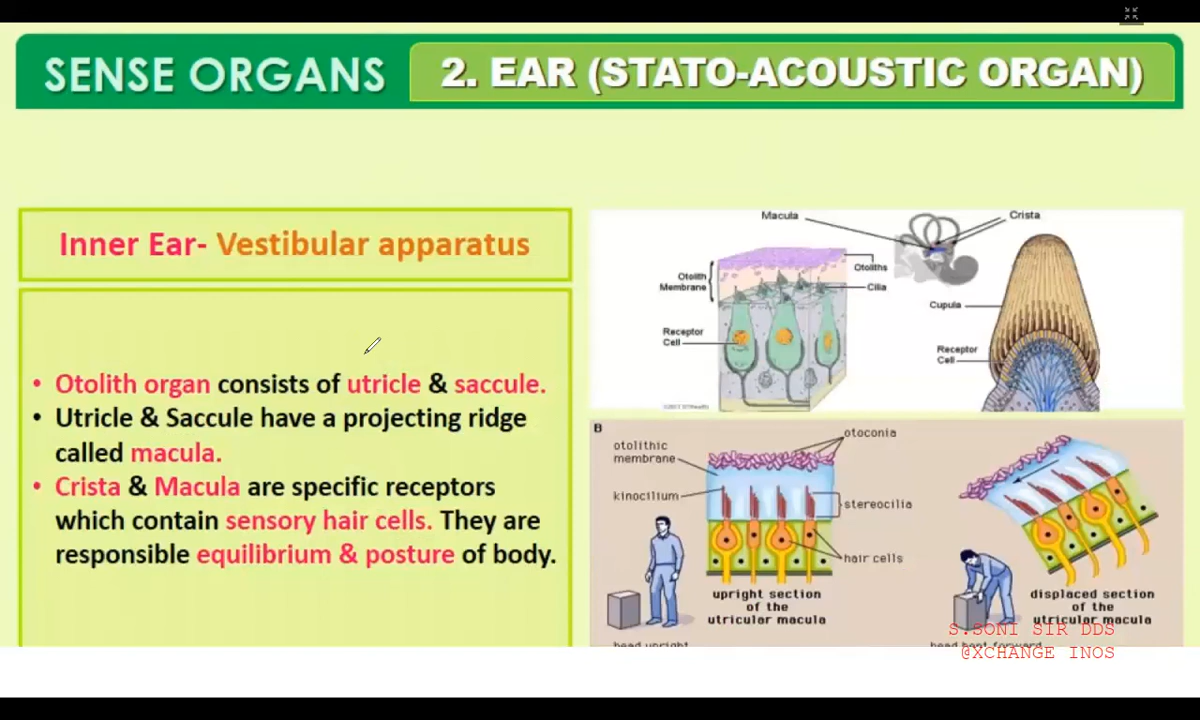 SENSE ORGANS
2. EAR (STATO-ACOUSTIC ORGAN)
Inner Ear- Vestibular apparatus
• Otolith organ consists of utricle & saccule.
• Utricle & Saccule have a projecting ridge
called macula.
• Crista & Macula are specific receptors
which contain sensory hair cells. They are
responsible equilibrium & posture of body.
Macula
Crista
Otolith
Membrane
Otoliths
Cilia
Receptor
Cell
Cupula
Receptor
Cell
B
otolithic
membrane
otoconia
kinocilium
stereocilia
hair cells
upright section
of the
utricular macula
displaced section
of the
utricular macula
head upright
head bent forward
S.SONI SIR DDS
@XCHANGE INOS